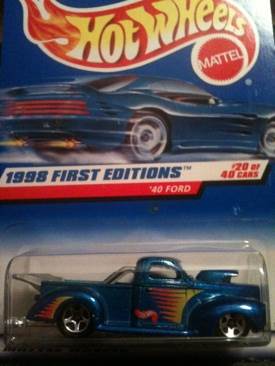 HOT WHEELS
MATTEL
1998 FIRST EDITIONS™
#20 OF
40 CARS
'40 FORD